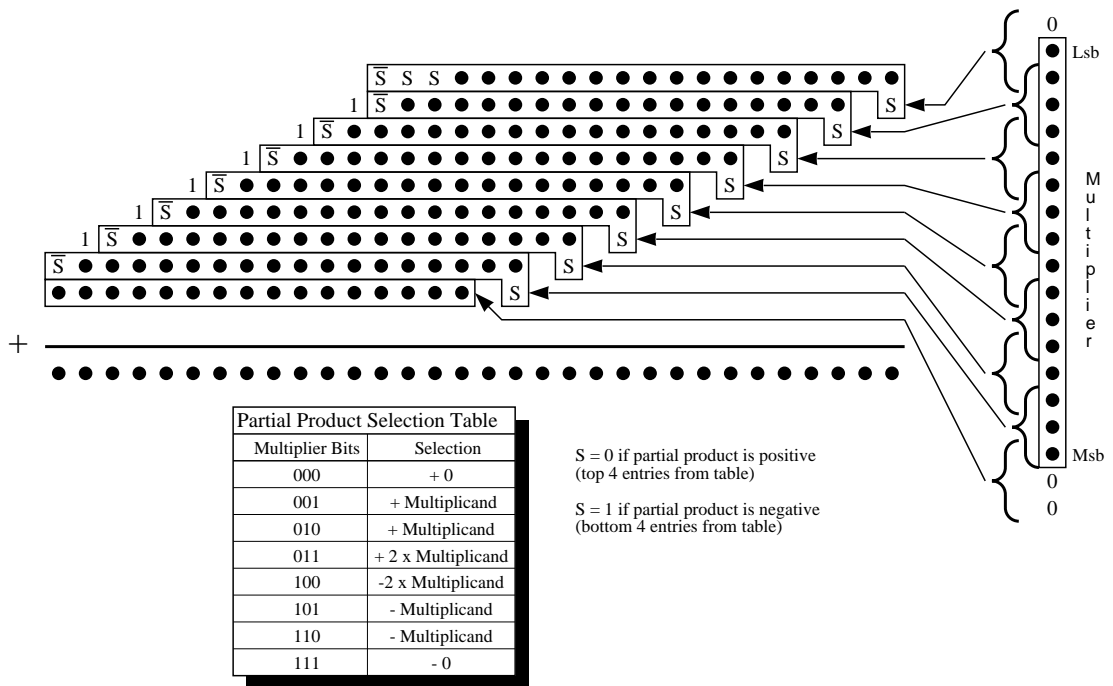 0
Lsb
S̅ S S
S
1 S̅
S
1 S̅
S
1 S̅
S
1 S̅
S
1 S̅
S
1 S̅
S
S̅
S
Multiplier
+
Msb
0
0
Partial Product Selection Table
Multiplier Bits Selection
000 + 0
001 + Multiplicand
010 + Multiplicand
011 + 2 x Multiplicand
100 -2 x Multiplicand
101 - Multiplicand
110 - Multiplicand
111 - 0
S = 0 if partial product is positive
(top 4 entries from table)
S = 1 if partial product is negative
(bottom 4 entries from table)